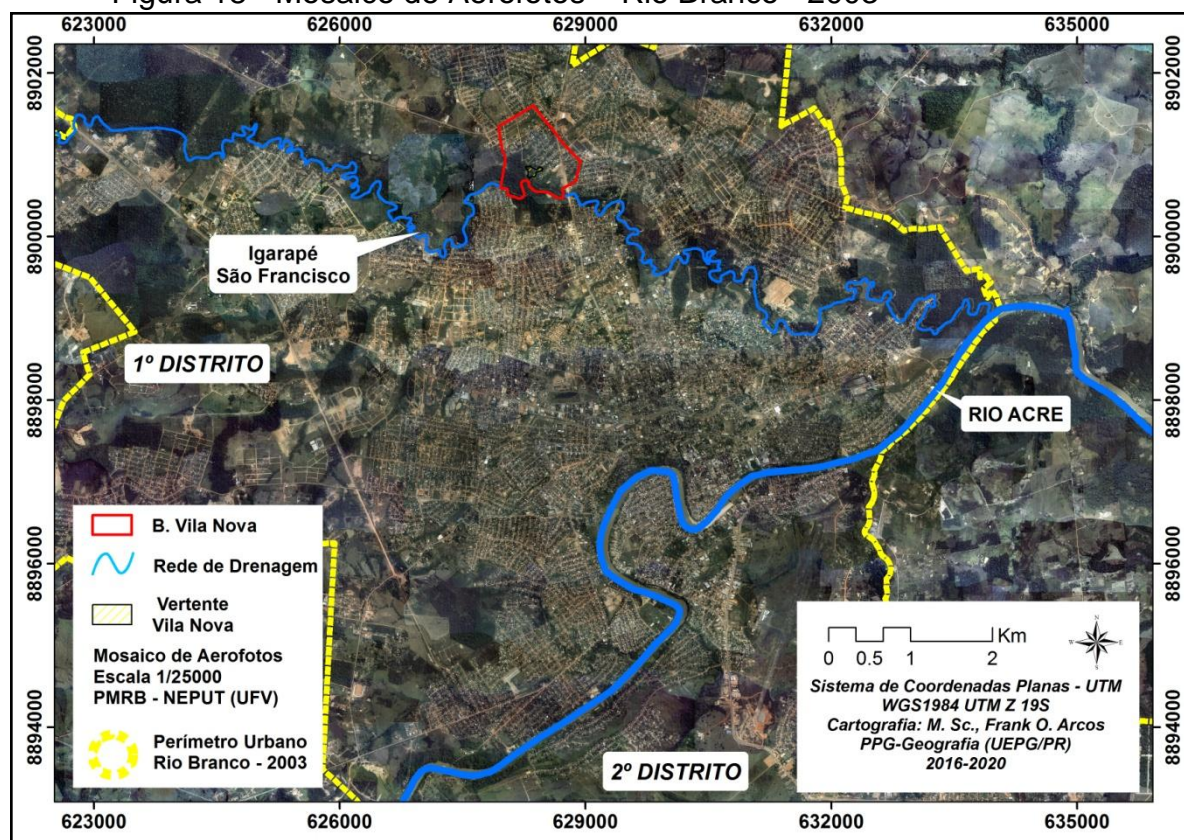 Figura 18 - Mosaico de Aerofotos - Rio Branco - 2003
623000 626000 629000 632000 635000
8902000
8900000
8898000
8896000
8894000
8902000
8900000
8898000
8896000
8894000
Igarapé
São Francisco
1º DISTRITO
RIO ACRE
B. Vila Nova
Rede de Drenagem
Vertente
Vila Nova
Mosaico de Aerofotos
Escala 1/25000
PMRB - NEPUT (UFV)
Perímetro Urbano
Rio Branco - 2003
2º DISTRITO
Km
0 0.5 1 2
N
W E
S
Sistema de Coordenadas Planas - UTM
WGS1984 UTM Z 19S
Cartografia: M. Sc., Frank O. Arcos
PPG-Geografia (UEPG/PR)
2016-2020
623000 626000 629000 632000 635000